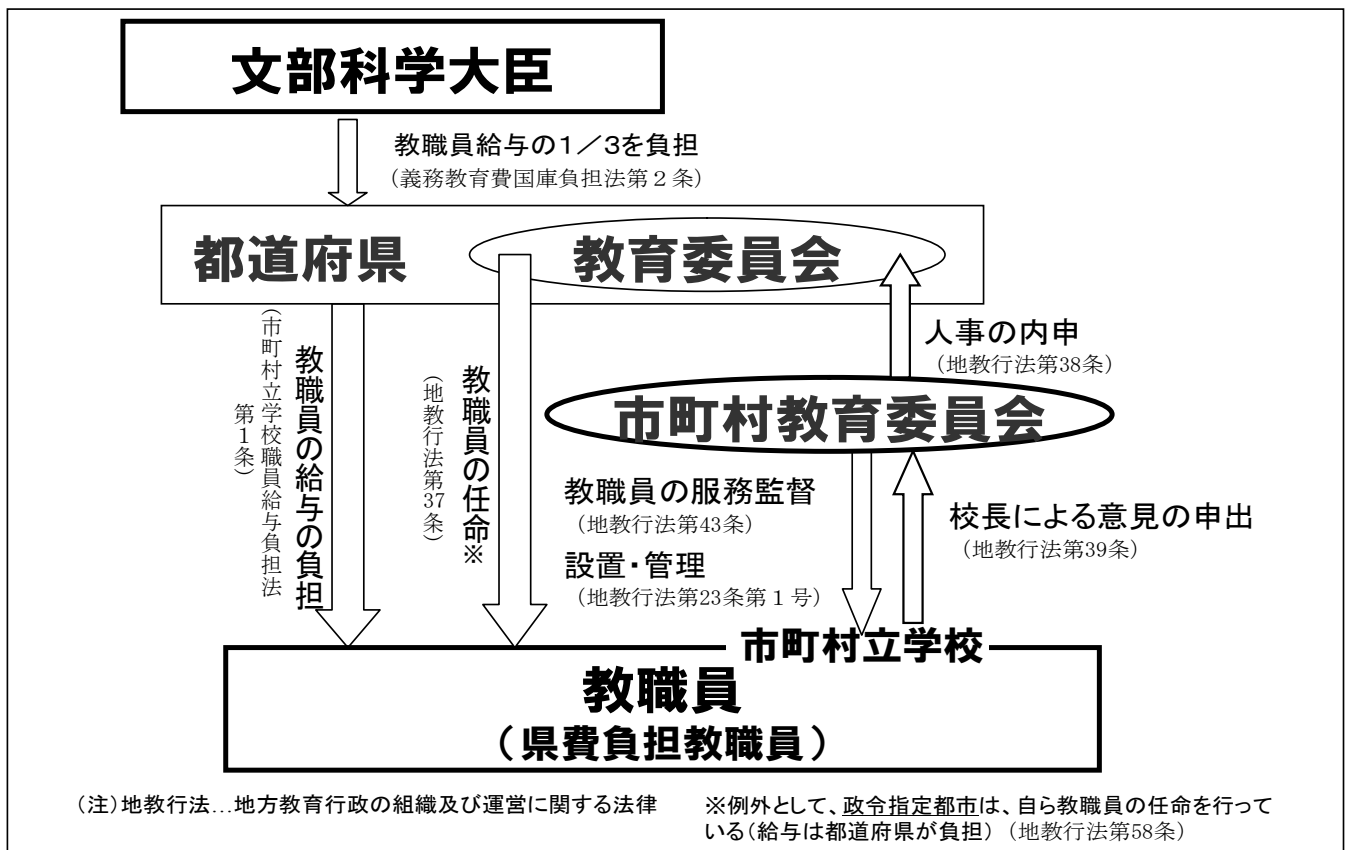 文部科学大臣
教職員給与の1／3を負担
（義務教育費国庫負担法第２条）
都道府県
教育委員会
人事の内申
（地教行法第38条）
教職員の給与の負担
（市町村立学校職員給与負担法
第１条）
教職員の任命※
（地教行法第37条）
市町村教育委員会
教職員の服務監督
（地教行法第43条）
設置・管理
（地教行法第23条第１号）
校長による意見の申出
（地教行法第39条）
市町村立学校
教職員
（県費負担教職員）
（注）地教行法…地方教育行政の組織及び運営に関する法律
※例外として、政令指定都市は、自ら教職員の任命を行って
いる（給与は都道府県が負担）（地教行法第58条）